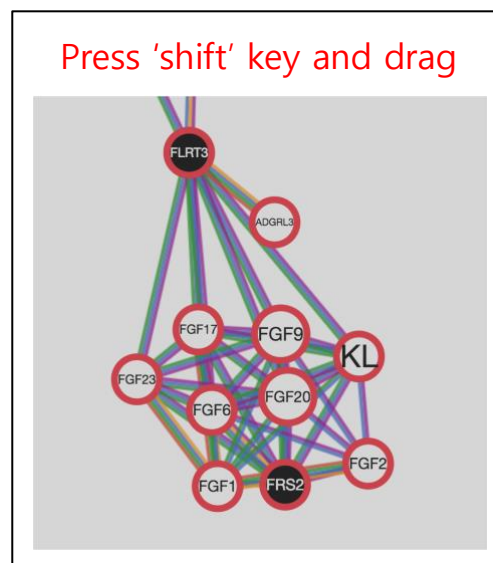 Press 'shift' key and drag
FLRT3
ADGRL3
FGF17
FGF9
KL
FGF23
FGF20
FGF6
FGF2
FGF1
FRS2